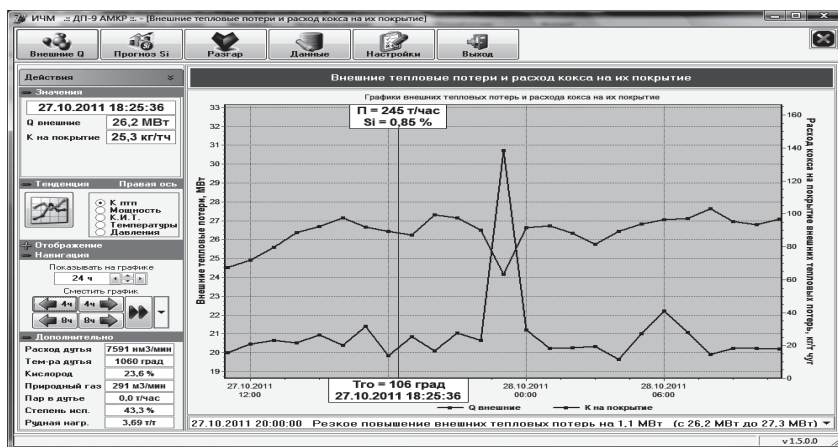 ИЧМ .:: ДП-9 АМКР ::. - [Внешние тепловые потери и расход кокса на их покрытие]
Внешние Q
Прогноз Si
Разгар
Данные
Настройки
Выход
Действия
Значения
27.10.2011 18:25:36
Q внешние 26,2 МВт
К на покрытие 25,3 кг/тч
Тенденция Правая ось
К птп
Мощность
К.И.Т.
Температуры
Давления
Отображение
Навигация
Показывать на графике
24 ч
Сместить график
4ч 4ч
8ч 8ч
Дополнительно
Расход дутья 7591 нм3/мин
Тем-ра дутья 1060 град
Кислород 23,6 %
Природный газ 291 м3/мин
Пар в дутье 0,0 т/час
Степень исп. 43,3 %
Рудная нагр. 3,69 т/т
Внешние тепловые потери и расход кокса на их покрытие
Графики внешних тепловых потерь и расхода кокса на их покрытие
П = 245 т/час
Si = 0,85 %
Внешние тепловые потери, МВт
33
32
31
30
29
28
27
26
25
24
23
22
21
20
19
Расход кокса на покрытие внешних тепловых потерь, кг/т чуг
160
140
120
100
80
60
40
20
0
27.10.2011
12:00
Тго = 106 град
27.10.2011 18:25:36
28.10.2011
00:00
28.10.2011
06:00
Q внешние К на покрытие
27.10.2011 20:00:00 Резкое повышение внешних тепловых потерь на 1,1 МВт (с 26,2 МВт до 27,3 МВт)
v 1.5.0.0